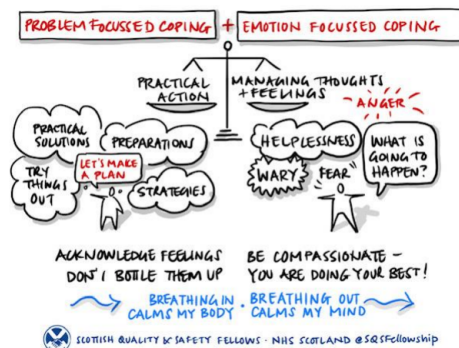 PROBLEM FOCUSSED COPING + EMOTION FOCUSSED COPING
PRACTICAL ACTION
MANAGING THOUGHTS + FEELINGS
PRACTICAL SOLUTIONS
PREPARATIONS
TRY THINGS OUT
LET'S MAKE A PLAN
STRATEGIES
ANGER
HELPLESSNESS
WARY
FEAR
WHAT IS GOING TO HAPPEN?
ACKNOWLEDGE FEELINGS
DON'T BOTTLE THEM UP
BE COMPASSIONATE –
YOU ARE DOING YOUR BEST!
BREATHING IN CALMS MY BODY · BREATHING OUT CALMS MY MIND
SCOTTISH QUALITY & SAFETY FELLOWS · NHS SCOTLAND @SQSFellowship